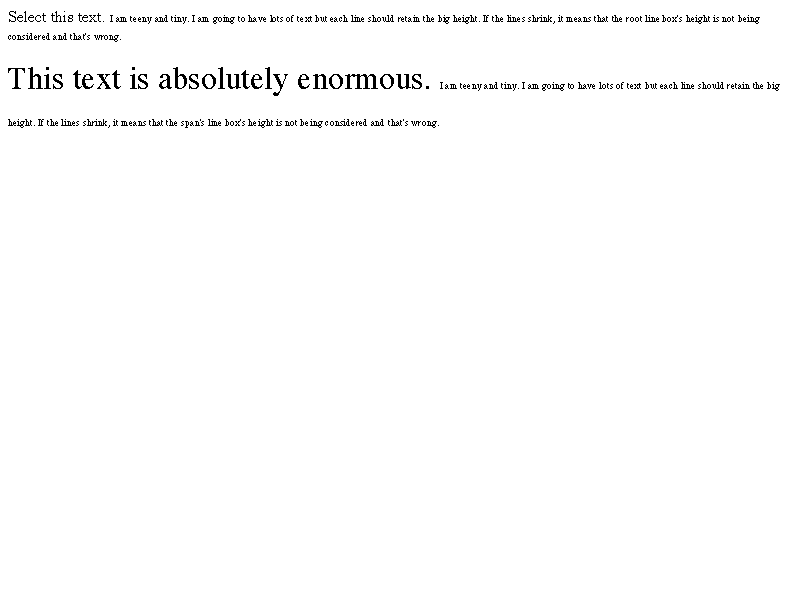 Select this text. I am teeny and tiny. I am going to have lots of text but each line should retain the big height. If the lines shrink, it means that the root line box's height is not being
considered and that's wrong.
This text is absolutely enormous. I am teeny and tiny. I am going to have lots of text but each line should retain the big
height. If the lines shrink, it means that the span's line box's height is not being considered and that's wrong.